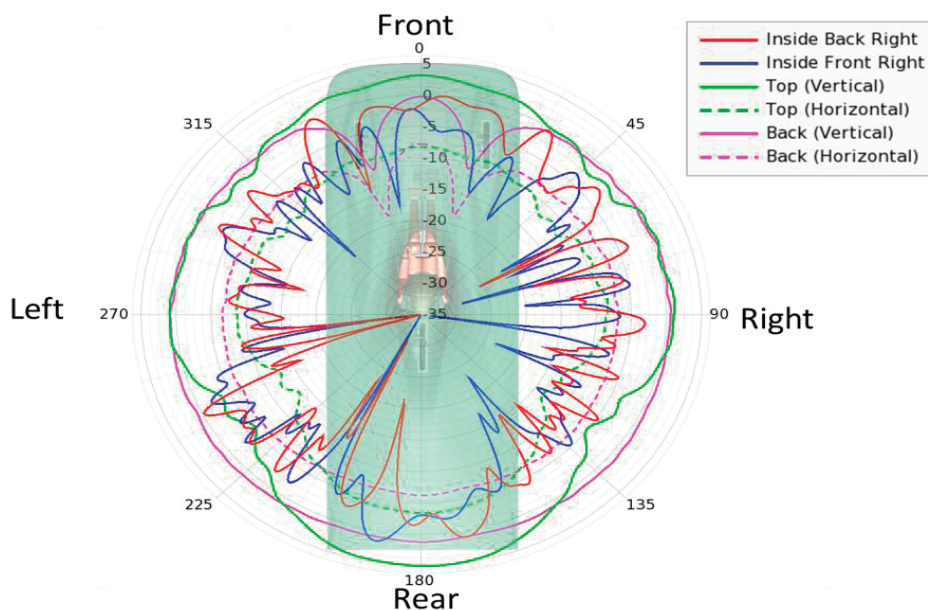 Front
0
5
0
-5
-10
-15
-20
-25
-30
-35
45
90
Right
135
180
Rear
225
Left
270
315
Inside Back Right
Inside Front Right
Top (Vertical)
Top (Horizontal)
Back (Vertical)
Back (Horizontal)